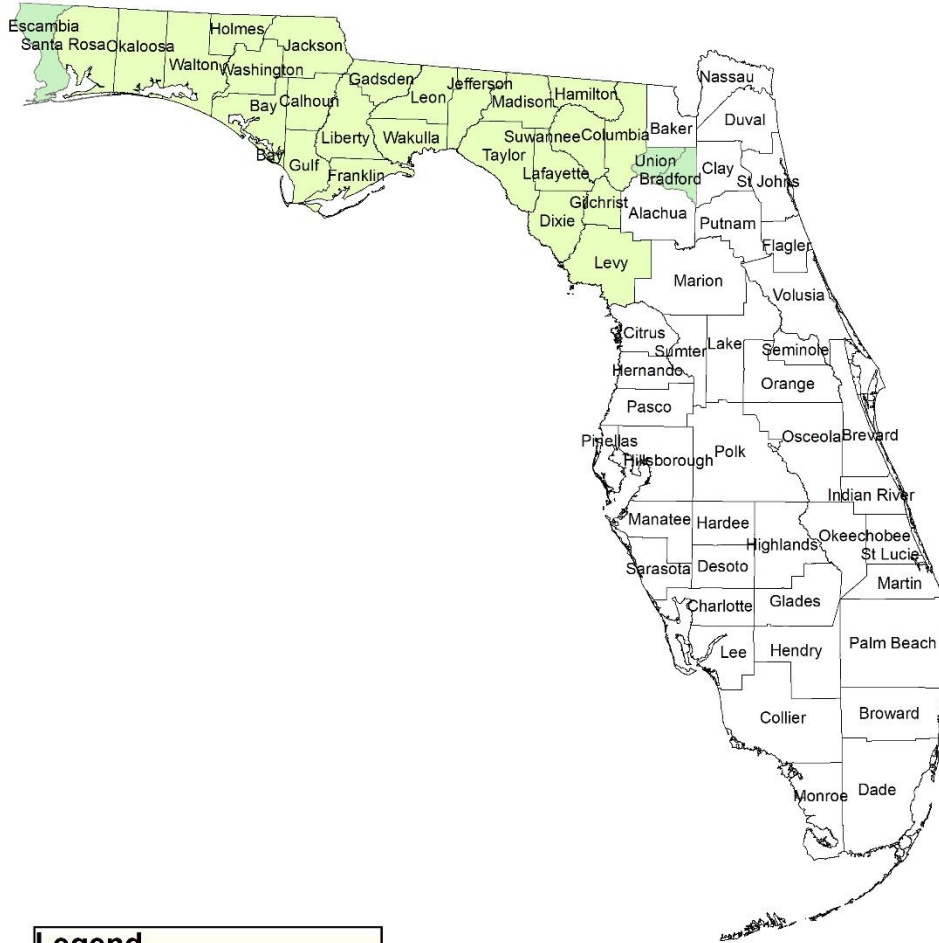 Escambia
Santa Rosa
Okaloosa
Holmes
Walton
Washington
Jackson
Bay
Calhoun
Bay
Gulf
Liberty
Franklin
Gadsden
Leon
Wakulla
Jefferson
Madison
Hamilton
Taylor
Suwannee
Columbia
Lafayette
Dixie
Gilchrist
Levy
Baker
Nassau
Duval
Union
Bradford
Clay
St Johns
Alachua
Putnam
Flagler
Marion
Volusia
Citrus
Sumter
Lake
Seminole
Hernando
Orange
Pasco
Pinellas
Hillsborough
Polk
Osceola
Brevard
Indian River
Manatee
Hardee
Highlands
Okeechobee
St Lucie
Sarasota
Desoto
Martin
Charlotte
Glades
Lee
Hendry
Palm Beach
Collier
Broward
Monroe
Dade
Legend